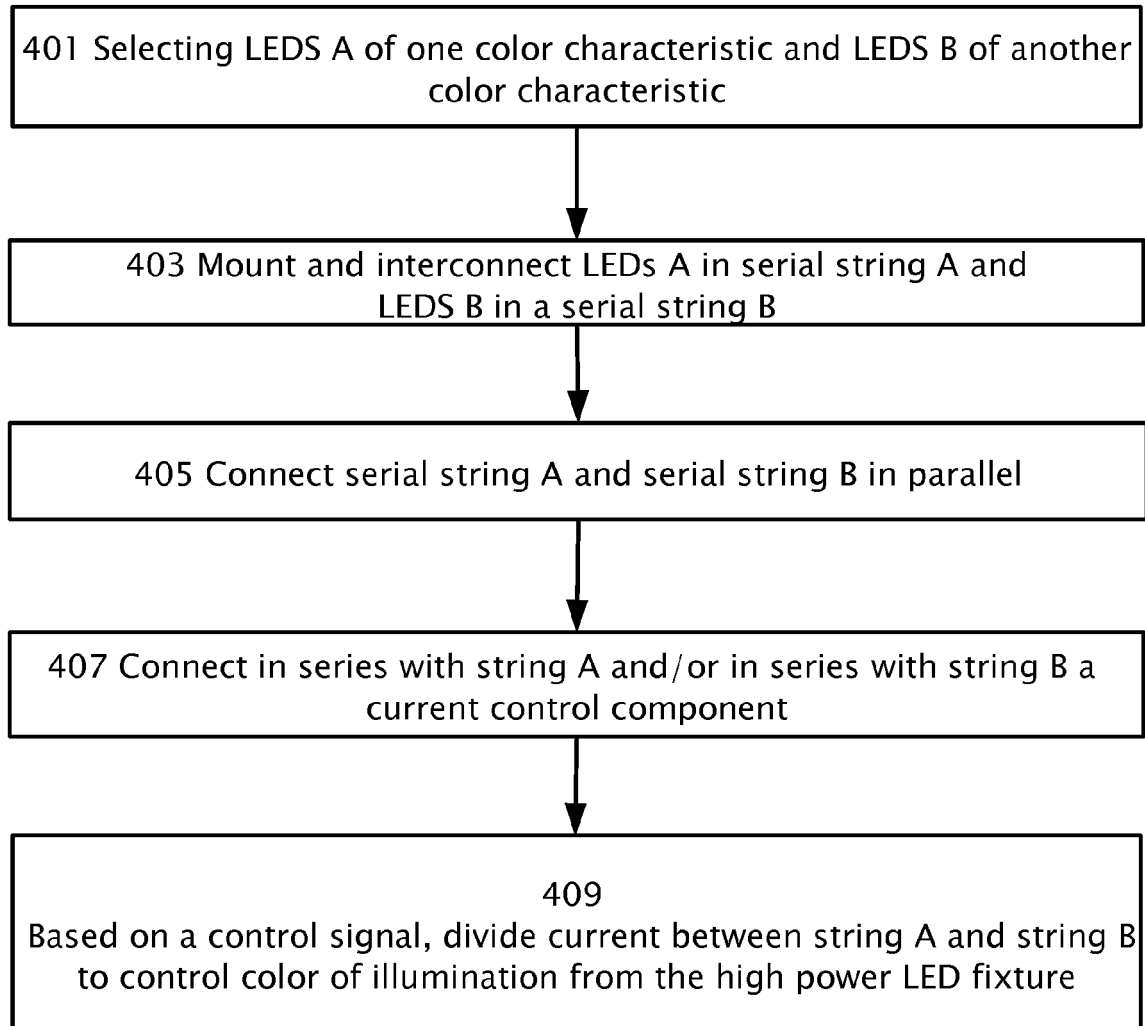 401 Selecting LEDS A of one color characteristic and LEDS B of another
color characteristic
403 Mount and interconnect LEDs A in serial string A and
LEDS B in a serial string B
405 Connect serial string A and serial string B in parallel
407 Connect in series with string A and/or in series with string B a
current control component
409
Based on a control signal, divide current between string A and string B
to control color of illumination from the high power LED fixture